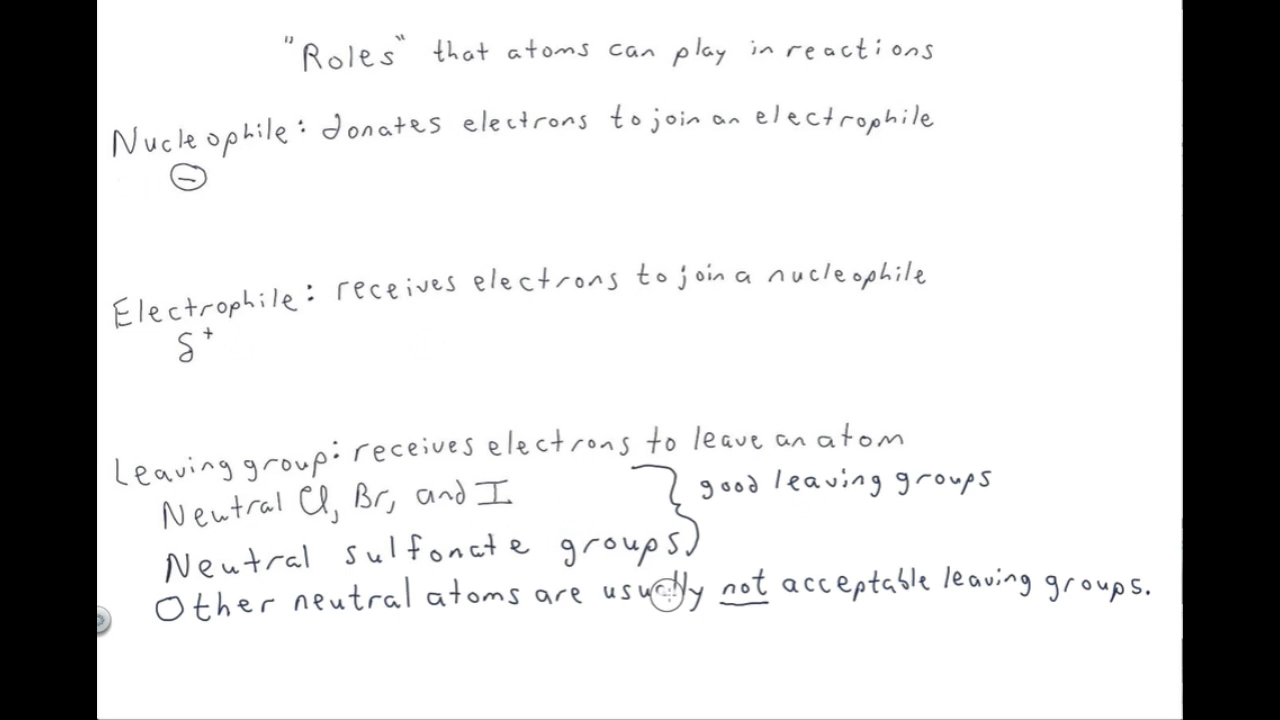 "Roles" that atoms can play in reactions
Nucleophile: donates electrons to join an electrophile
⊖
Electrophile: receives electrons to join a nucleophile
δ+
Leaving group: receives electrons to leave an atom
Neutral Cl, Br, and I
good leaving groups
Neutral sulfonate groups
Other neutral atoms are usually not acceptable leaving groups.